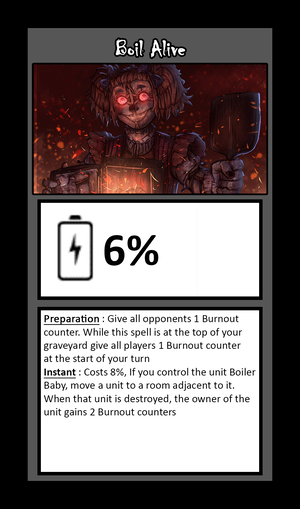 Boil Alive
6%
Preparation : Give all opponents 1 Burnout
counter. While this spell is at the top of your
graveyard give all players 1 Burnout counter
at the start of your turn
Instant : Costs 8%, If you control the unit Boiler
Baby, move a unit to a room adjacent to it.
When that unit is destroyed, the owner of the
unit gains 2 Burnout counters